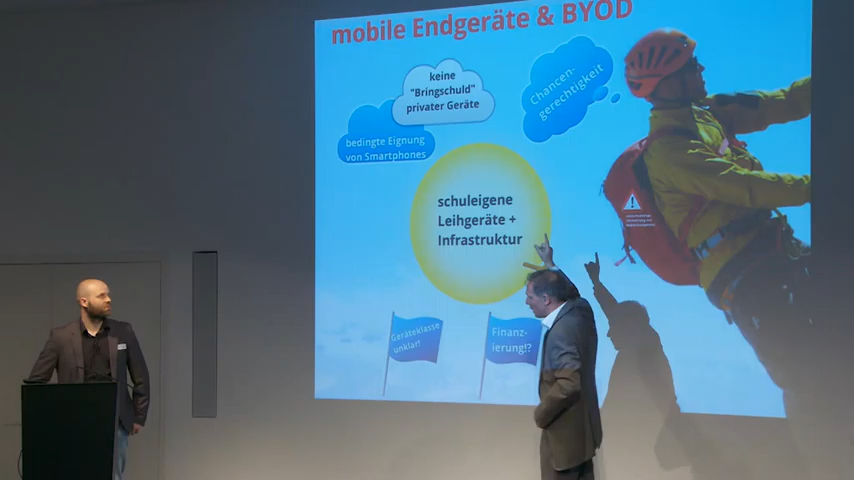 mobile Endgeräte & BYOD
keine
"Bringschuld"
privater Geräte
Chancen-
gerechtigkeit
bedingte Eignung
von Smartphones
schuleigene
Leihgeräte +
Infrastruktur
Geräteklasse
unklar!
Finanz-
ierung!?